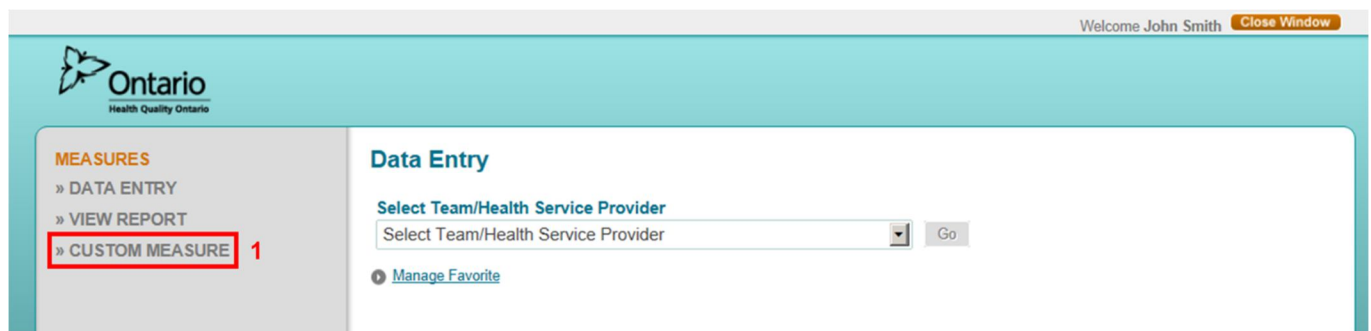 Welcome John Smith Close Window
Ontario
Health Quality Ontario
MEASURES
» DATA ENTRY
» VIEW REPORT
» CUSTOM MEASURE 1
Data Entry
Select Team/Health Service Provider
Select Team/Health Service Provider Go
Manage Favorite